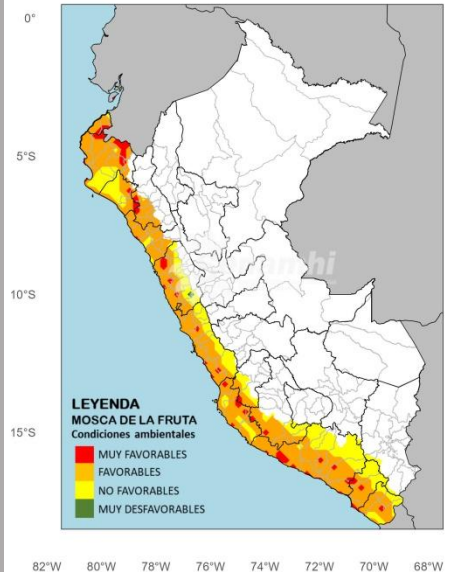 0°
5°S
10°S
15°S
senamhi
LEYENDA
MOSCA DE LA FRUTA
Condiciones ambientales
MUY FAVORABLES
FAVORABLES
NO FAVORABLES
MUY DESFAVORABLES
82°W 80°W 78°W 76°W 74°W 72°W 70°W 68°W